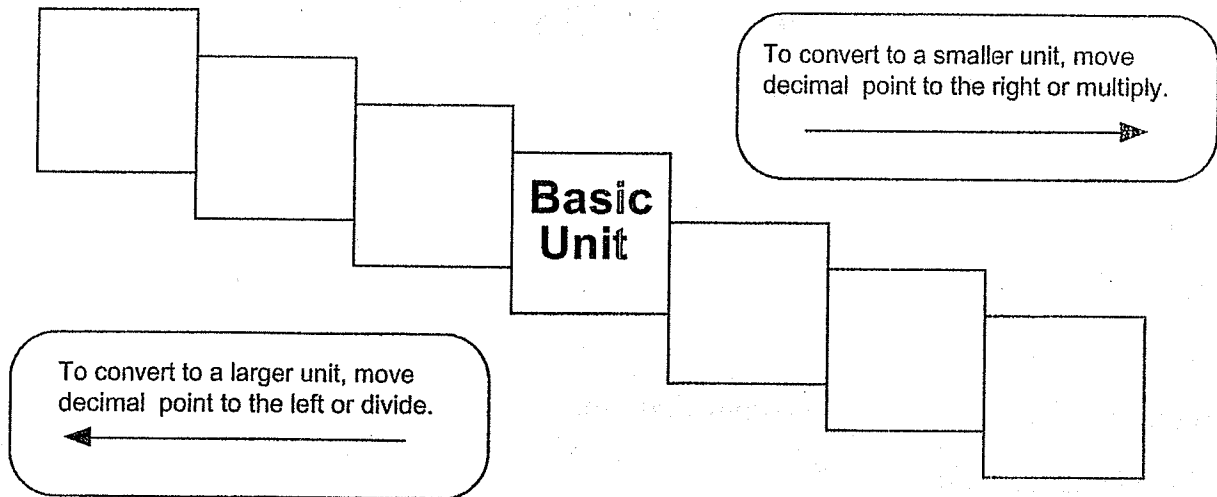 To convert to a smaller unit, move
decimal point to the right or multiply.
Basic
Unit
To convert to a larger unit, move
decimal point to the left or divide.